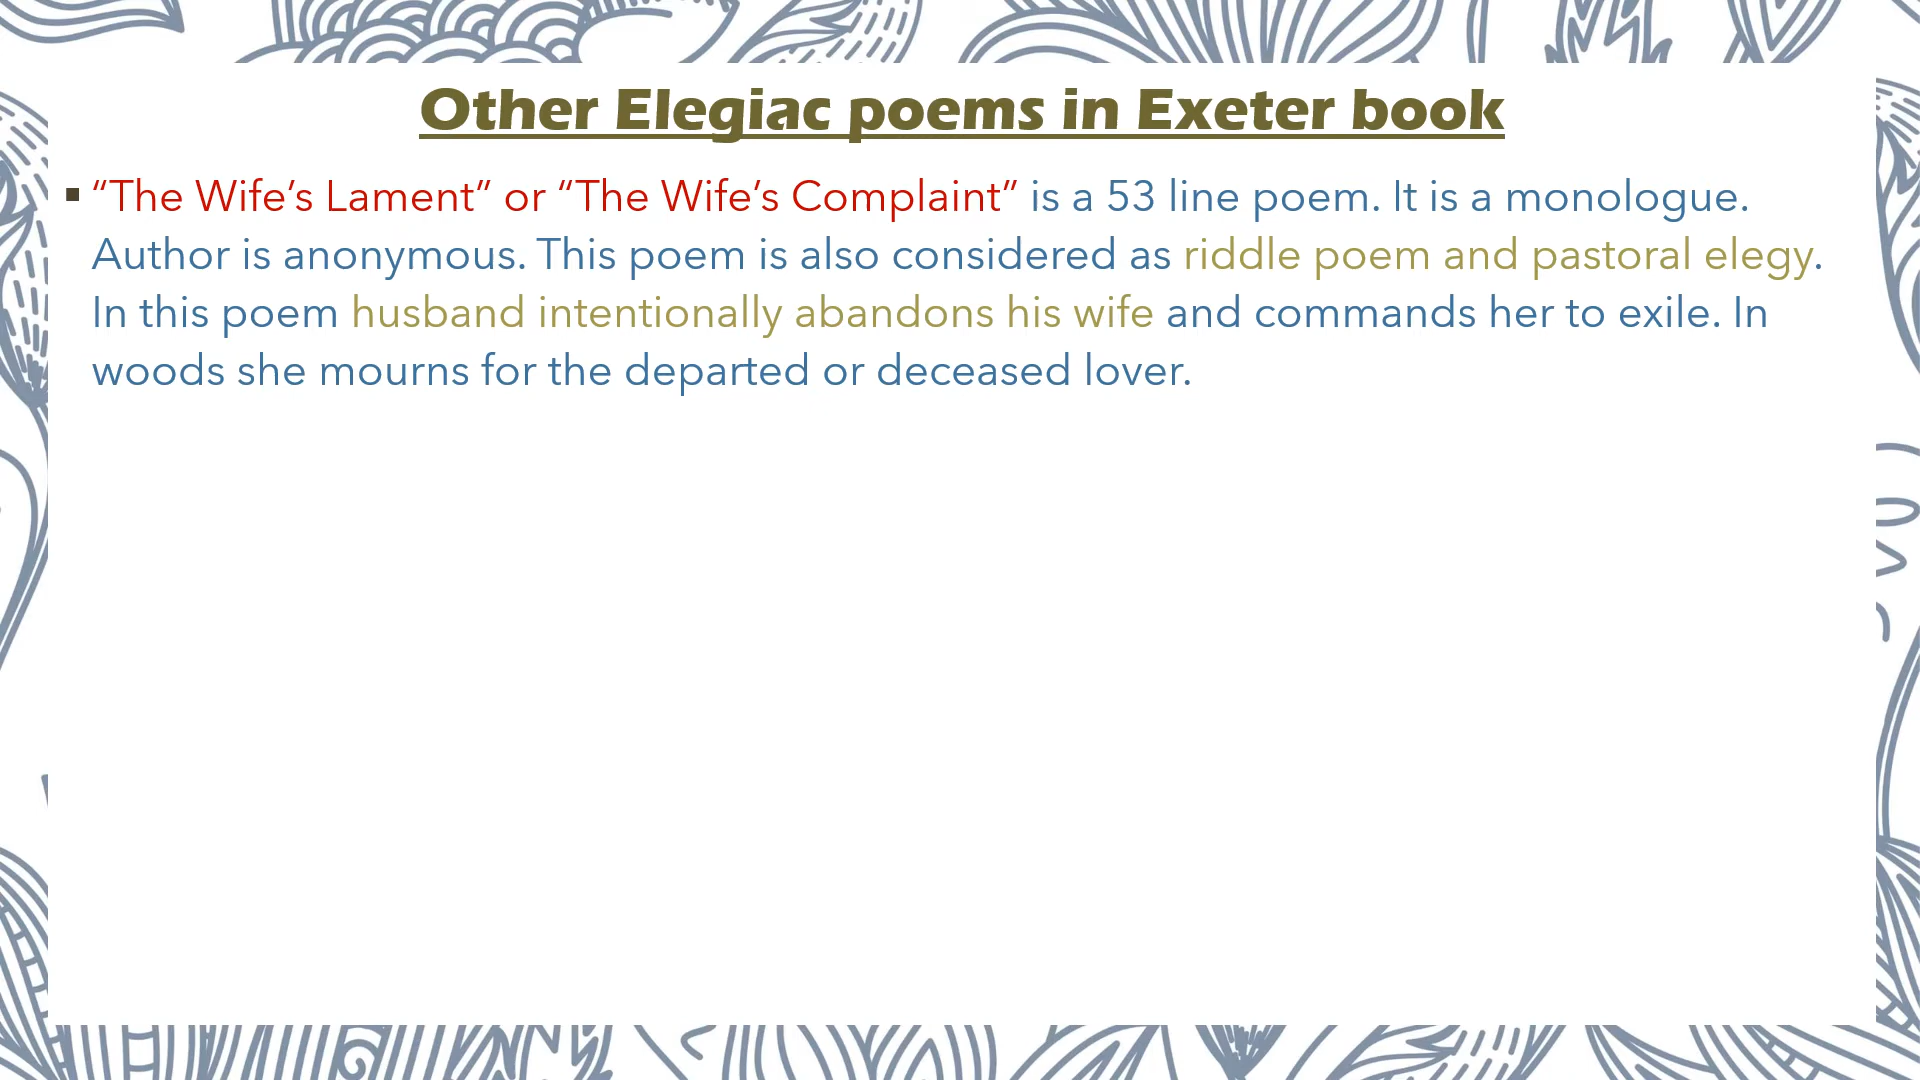 Other Elegiac poems in Exeter book
▪ “The Wife’s Lament” or “The Wife’s Complaint” is a 53 line poem. It is a monologue.
Author is anonymous. This poem is also considered as riddle poem and pastoral elegy.
In this poem husband intentionally abandons his wife and commands her to exile. In
woods she mourns for the departed or deceased lover.